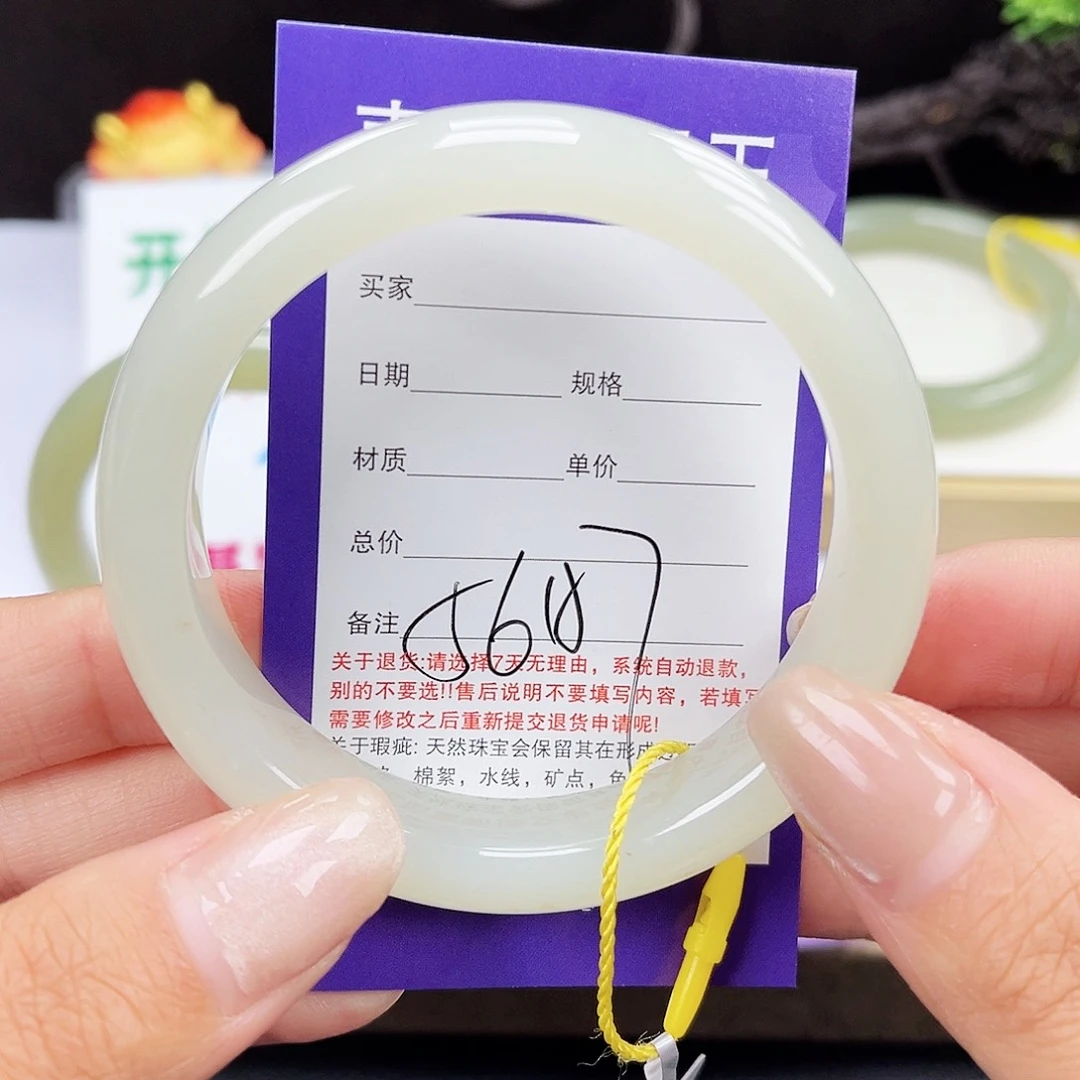 开
买家
日期 规格
材质 单价
总价
备注
关于退货:请选择7天无理由，系统自动退款，
别的不要选!!售后说明不要填写内容，若填写
需要修改之后重新提交退货申请呢!
关于瑕疵: 天然珠宝会保留其在形成过
棉絮，水线，矿点，色